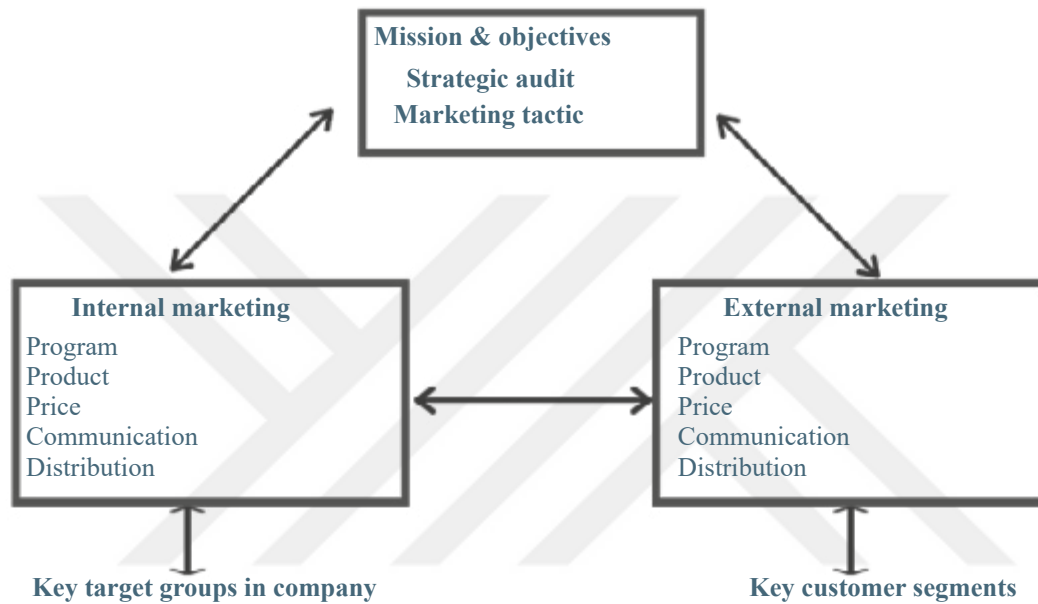 Mission & objectives
Strategic audit
Marketing tactic
Internal marketing
Program
Product
Price
Communication
Distribution
External marketing
Program
Product
Price
Communication
Distribution
Key target groups in company
Key customer segments